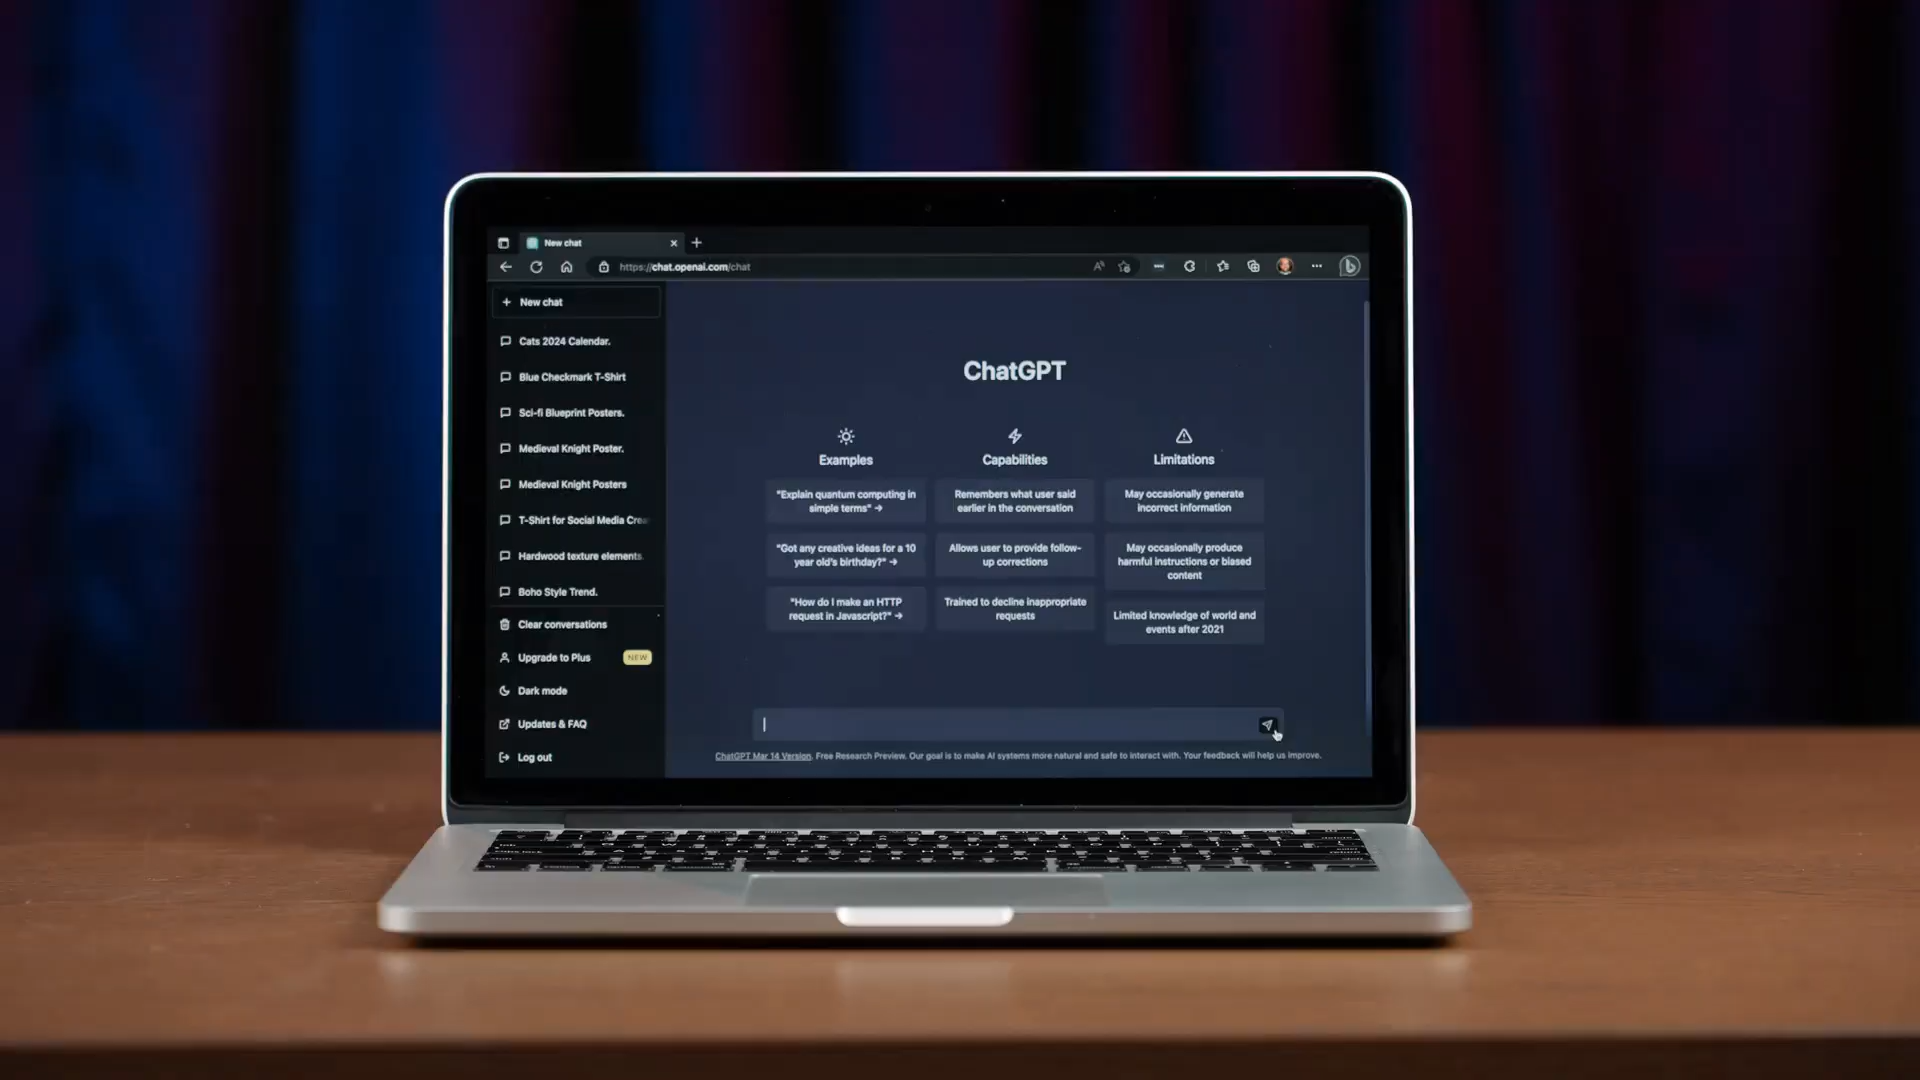 New chat
https://chat.openai.com/chat
New chat
Cats 2024 Calendar.
Blue Checkmark T-Shirt
Sci-fi Blueprint Posters.
Medieval Knight Poster.
Medieval Knight Posters
T-Shirt for Social Media Crea
Hardwood texture elements.
Boho Style Trend.
Clear conversations
Upgrade to Plus
NEW
Dark mode
Updates & FAQ
Log out
ChatGPT
Examples
"Explain quantum computing in
simple terms" →
"Got any creative ideas for a 10
year old's birthday?" →
"How do I make an HTTP
request in Javascript?" →
Capabilities
Remembers what user said
earlier in the conversation
Allows user to provide follow-
up corrections
Trained to decline inappropriate
requests
Limitations
May occasionally generate
incorrect information
May occasionally produce
harmful instructions or biased
content
Limited knowledge of world and
events after 2021
ChatGPT Mar 14 Version. Free Research Preview. Our goal is to make AI systems more natural and safe to interact with. Your feedback will help us improve.